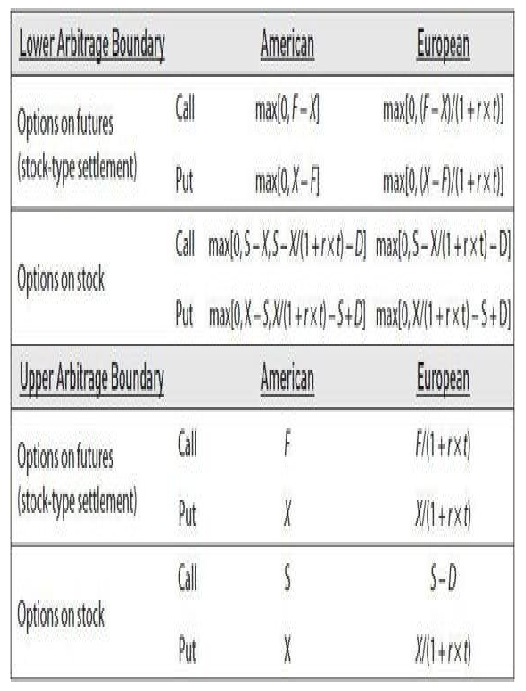 Lower Arbitrage Boundary American European
Options on futures (stock-type settlement) Call max[0, F – X] max[0, (F – X)/(1 + r × t)]
Put max[0, X – F] max[0, (X – F)/(1 + r × t)]
Options on stock Call max[0, S – X, S – X/(1 + r × t) – D] max[0, S – X/(1 + r × t) – D]
Put max[0, X – S, X/(1 + r × t) – S + D] max[0, X/(1 + r × t) – S + D]
Upper Arbitrage Boundary American European
Options on futures (stock-type settlement) Call F F/(1 + r × t)
Put X X/(1 + r × t)
Options on stock Call S S – D
Put X X/(1 + r × t)